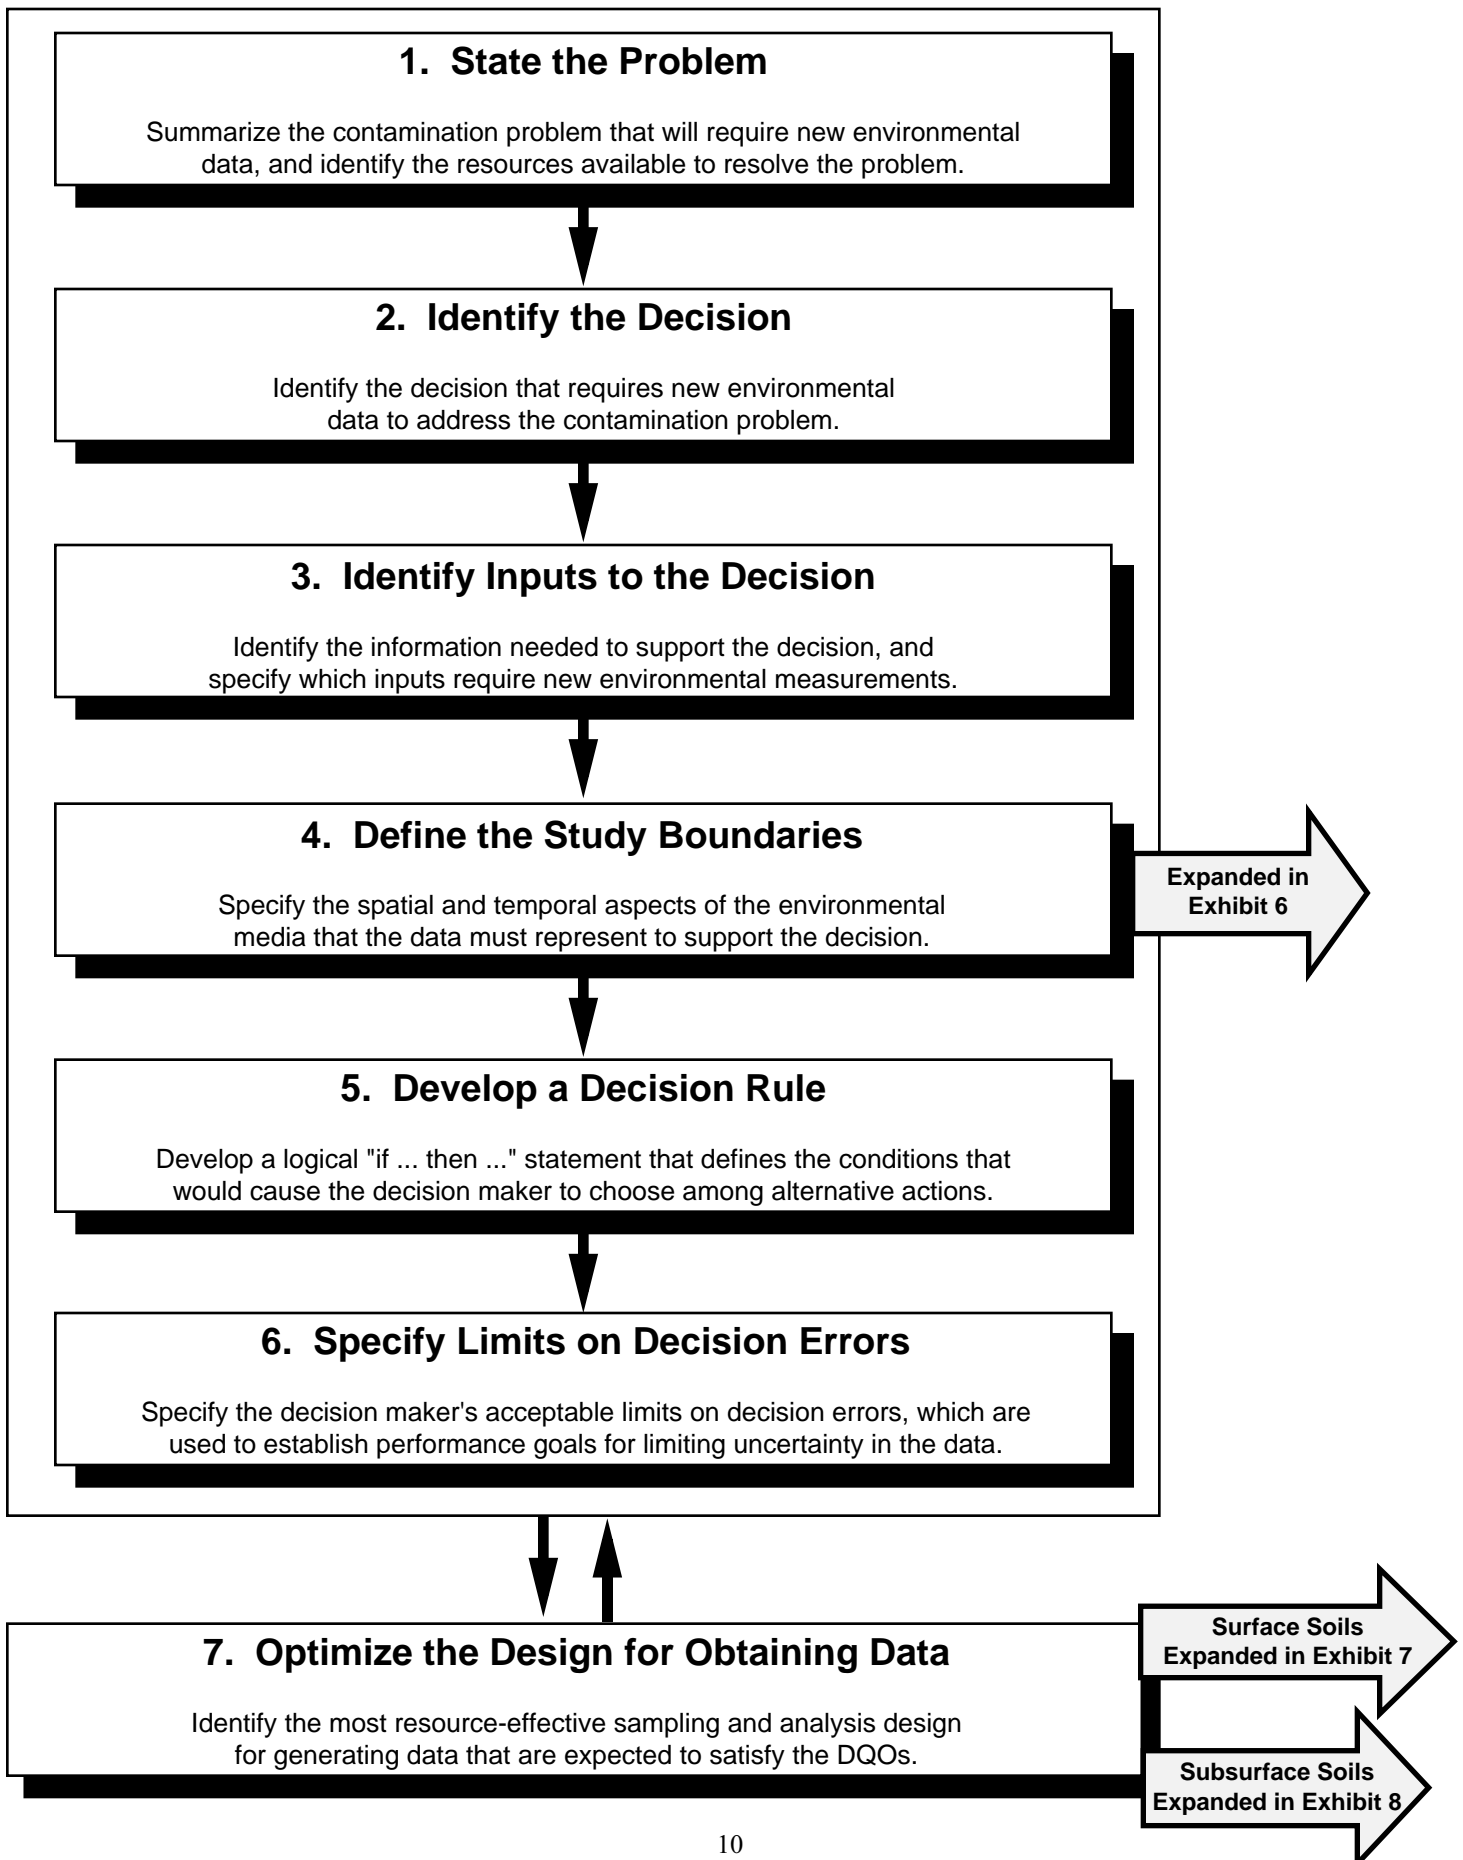 1. State the Problem
Summarize the contamination problem that will require new environmental
data, and identify the resources available to resolve the problem.
2. Identify the Decision
Identify the decision that requires new environmental
data to address the contamination problem.
3. Identify Inputs to the Decision
Identify the information needed to support the decision, and
specify which inputs require new environmental measurements.
4. Define the Study Boundaries
Specify the spatial and temporal aspects of the environmental
media that the data must represent to support the decision.
Expanded in
Exhibit 6
5. Develop a Decision Rule
Develop a logical "if ... then ..." statement that defines the conditions that
would cause the decision maker to choose among alternative actions.
6. Specify Limits on Decision Errors
Specify the decision maker's acceptable limits on decision errors, which are
used to establish performance goals for limiting uncertainty in the data.
7. Optimize the Design for Obtaining Data
Identify the most resource-effective sampling and analysis design
for generating data that are expected to satisfy the DQOs.
Surface Soils
Expanded in Exhibit 7
Subsurface Soils
Expanded in Exhibit 8
10